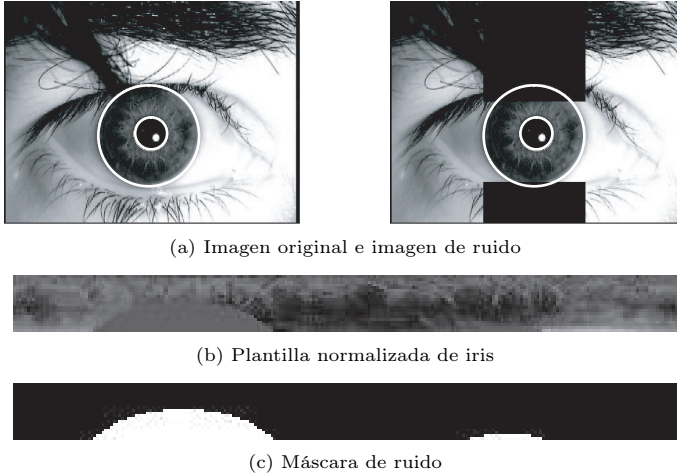 (a) Imagen original e imagen de ruido
(b) Plantilla normalizada de iris
(c) Máscara de ruido